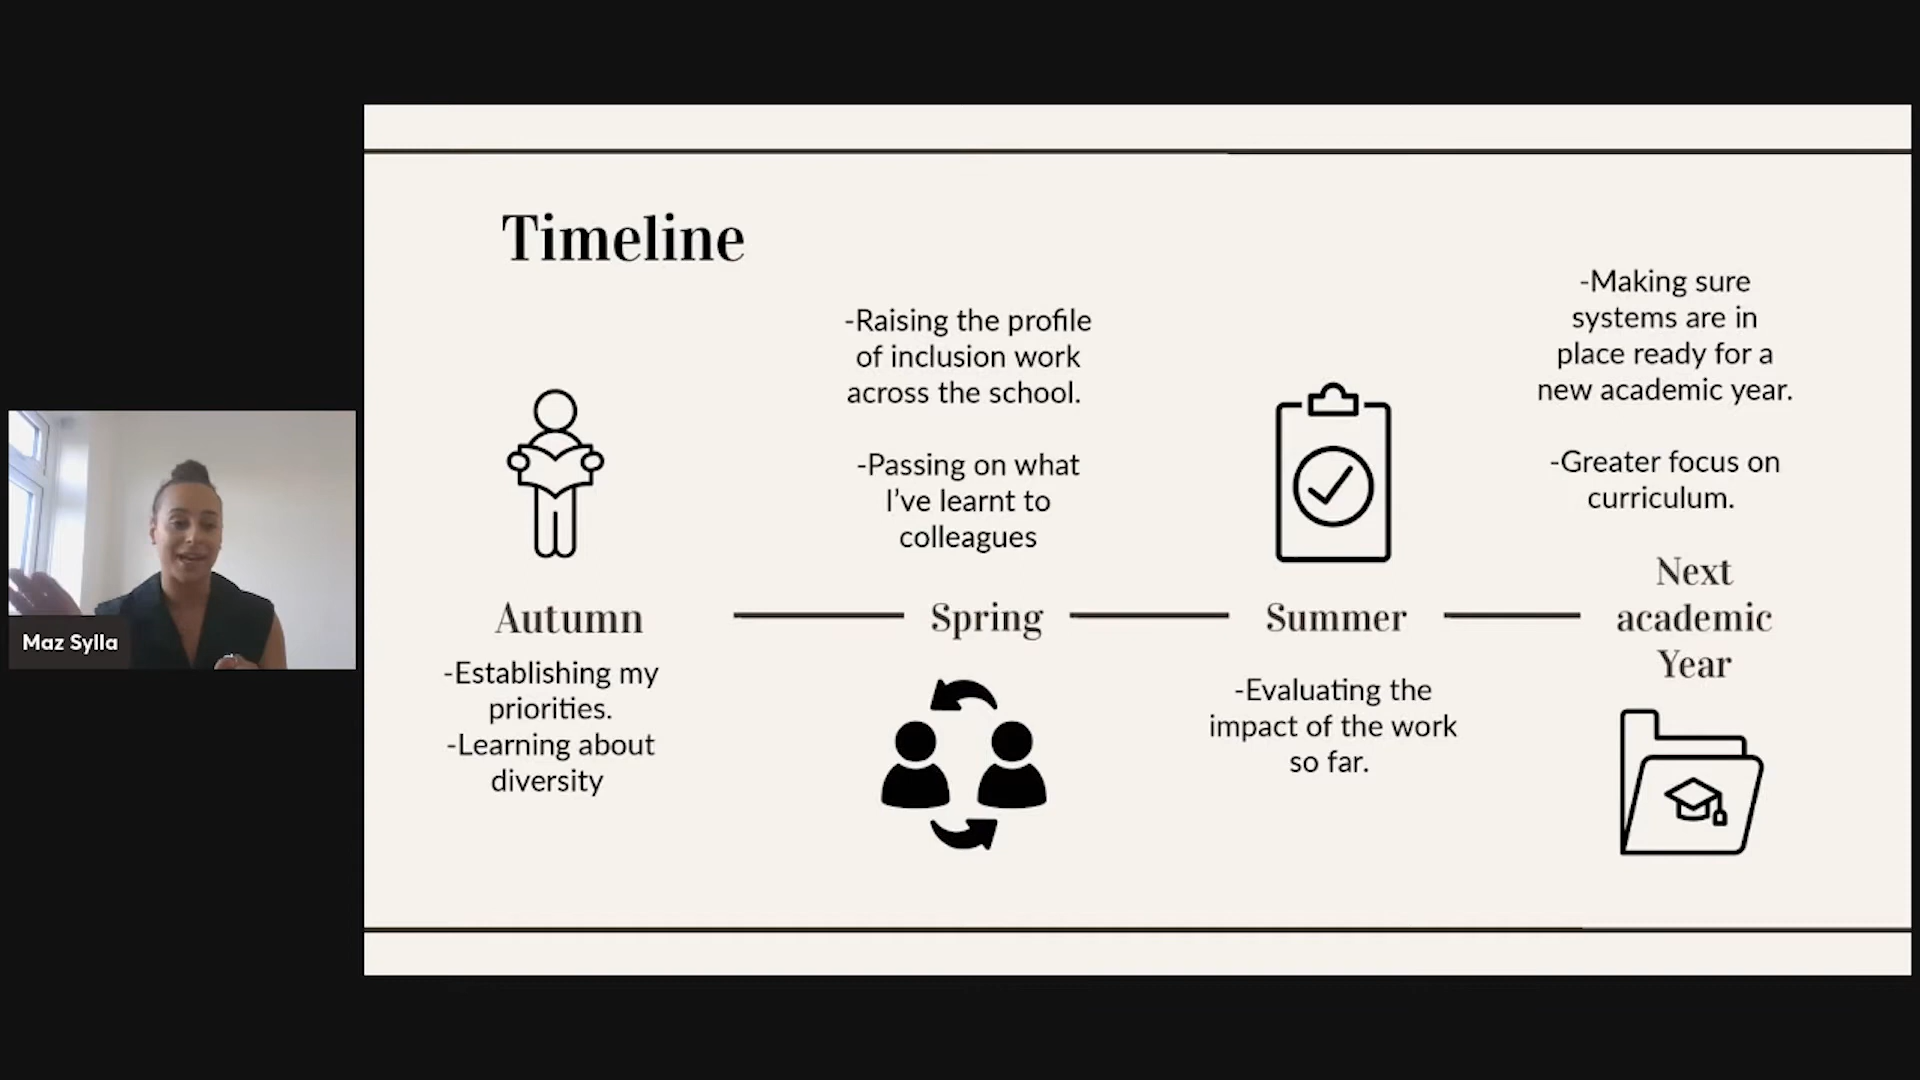 Timeline
-Raising the profile
of inclusion work
across the school.
-Passing on what
I’ve learnt to
colleagues
-Making sure
systems are in
place ready for a
new academic year.
-Greater focus on
curriculum.
Autumn
Spring
Summer
Next
academic
Year
-Establishing my
priorities.
-Learning about
diversity
-Evaluating the
impact of the work
so far.
Maz Sylla